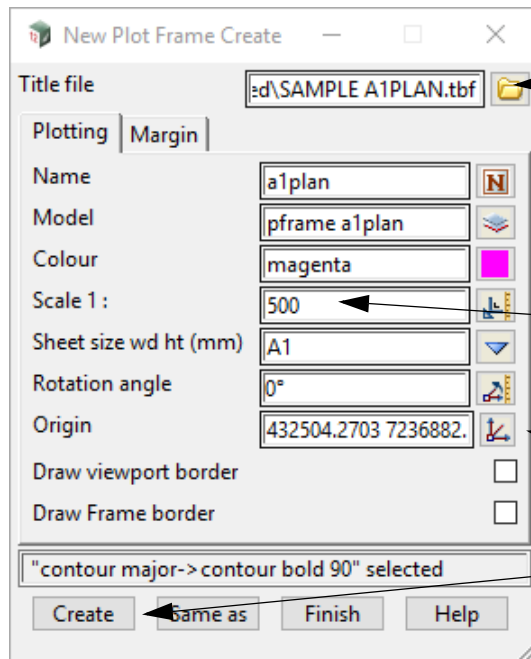 New Plot Frame Create
Title file ed\SAMPLE A1PLAN.tbf
Plotting Margin
Name a1plan N
Model pframe a1plan
Colour magenta
Scale 1 : 500
Sheet size wd ht (mm) A1
Rotation angle 0°
Origin 432504.2703 7236882.
Draw viewport border
Draw Frame border
"contour major->contour bold 90" selected
Create Same as Finish Help